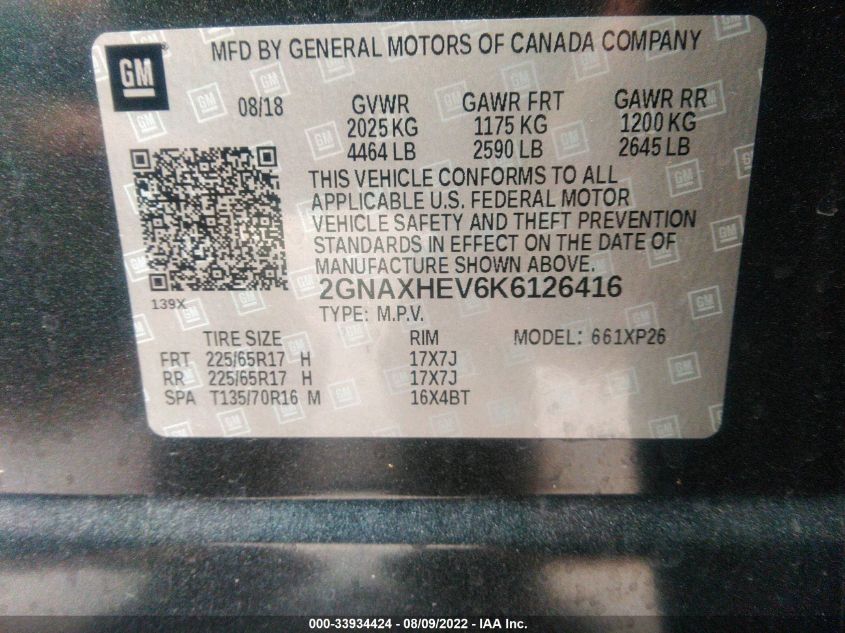 GM
MFD BY GENERAL MOTORS OF CANADA COMPANY
08/18 GVWR GAWR FRT GAWR RR
2025 KG 1175 KG 1200 KG
4464 LB 2590 LB 2645 LB
THIS VEHICLE CONFORMS TO ALL
APPLICABLE U.S. FEDERAL MOTOR
VEHICLE SAFETY AND THEFT PREVENTION
STANDARDS IN EFFECT ON THE DATE OF
MANUFACTURE SHOWN ABOVE.
2GNAXHEV6K6126416
139X
TYPE: M.P.V.
TIRE SIZE RIM MODEL: 661XP26
FRT 225/65R17 H 17X7J
RR 225/65R17 H 17X7J
SPA T135/70R16 M 16X4BT
000-33934424 - 08/09/2022 - IAA Inc.